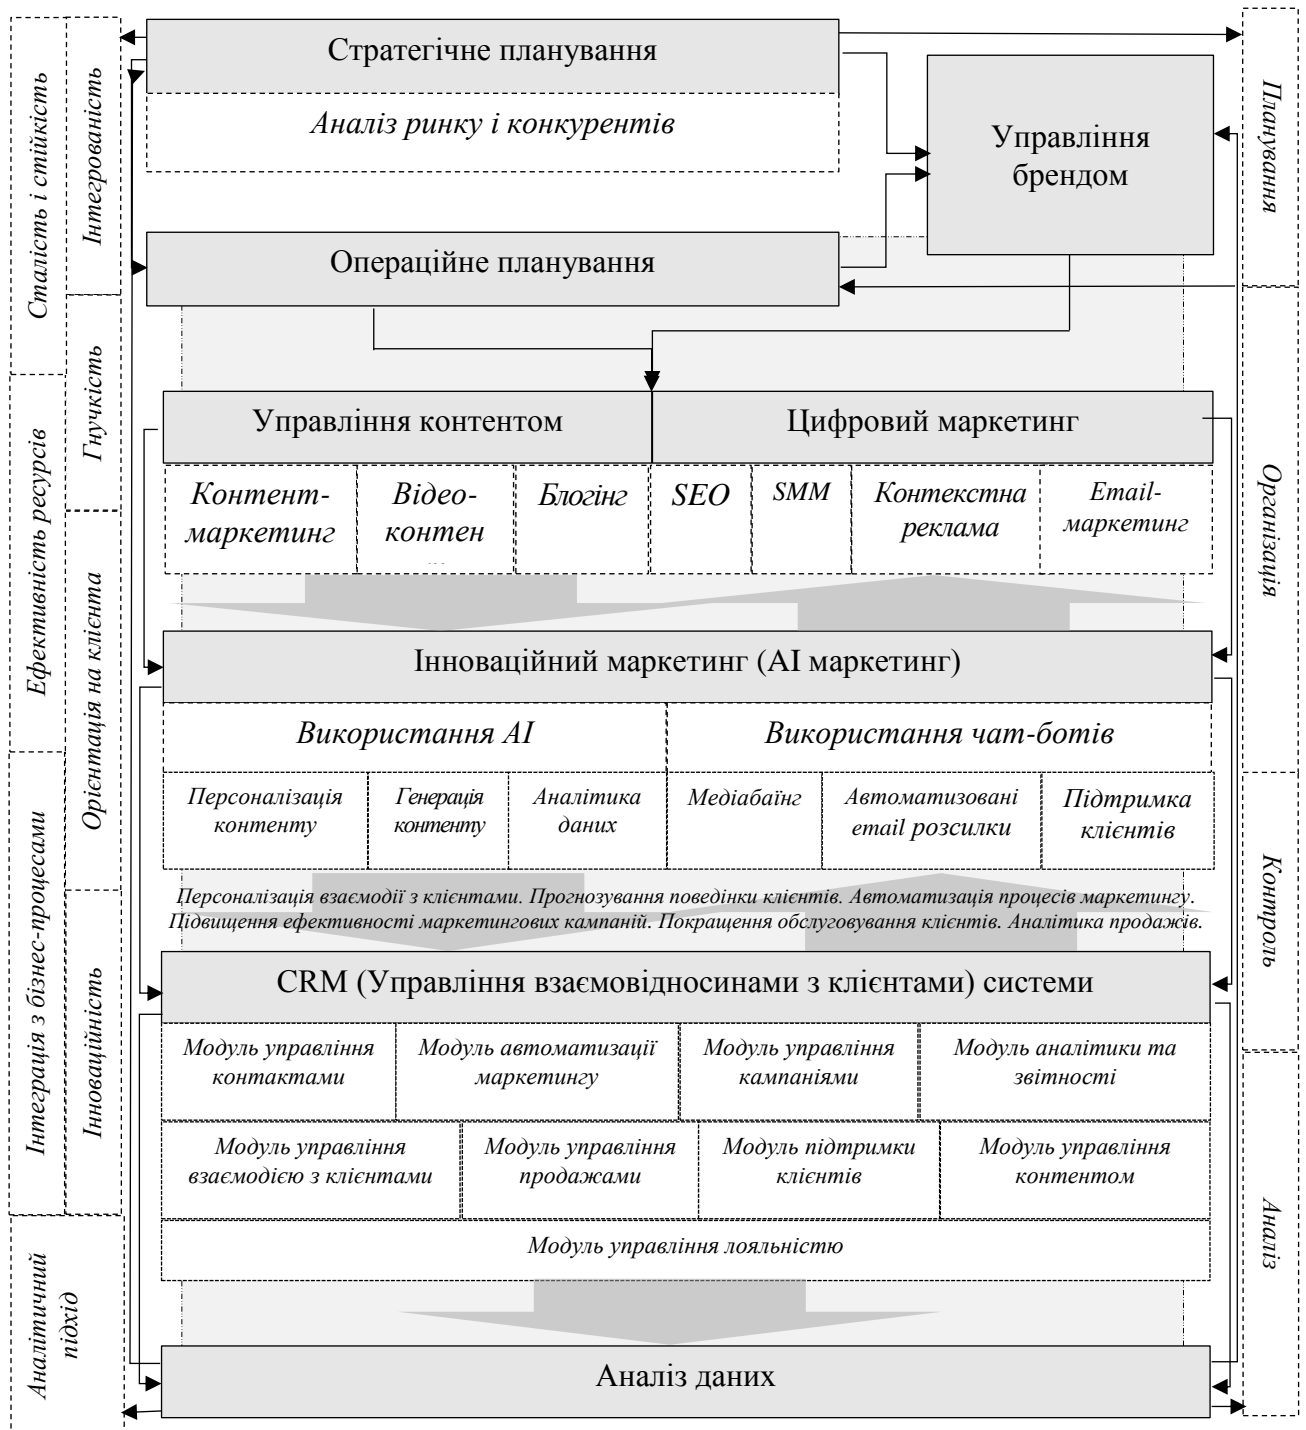 Сталість і стійкість
Ефективність ресурсів
Інтеграція з бізнес-процесами
Аналітичний
підхід
Інтегрованість
Гнучкість
Орієнтація на клієнта
Інноваційність
Стратегічне планування
Аналіз ринку і конкурентів
Управління
брендом
Операційне планування
Управління контентом
Цифровий маркетинг
Контент-
маркетинг
Відео-
контен
Блогінг
SEO
SMM
Контекстна
реклама
Email-
маркетинг
Інноваційний маркетинг (AI маркетинг)
Використання AI
Використання чат-ботів
Персоналізація
контенту
Генерація
контенту
Аналітика
даних
Медіабаїнг
Автоматизовані
email розсилки
Підтримка
клієнтів
Персоналізація взаємодії з клієнтами. Прогнозування поведінки клієнтів. Автоматизація процесів маркетингу.
Підвищення ефективності маркетингових кампаній. Покращення обслуговування клієнтів. Аналітика продажів.
CRM (Управління взаємовідносинами з клієнтами) системи
Модуль управління
контактами
Модуль автоматизації
маркетингу
Модуль управління
кампаніями
Модуль аналітики та
звітності
Модуль управління
взаємодією з клієнтами
Модуль управління
продажами
Модуль підтримки
клієнтів
Модуль управління
контентом
Модуль управління лояльністю
Аналіз даних
Планування
Організація
Контроль
Аналіз